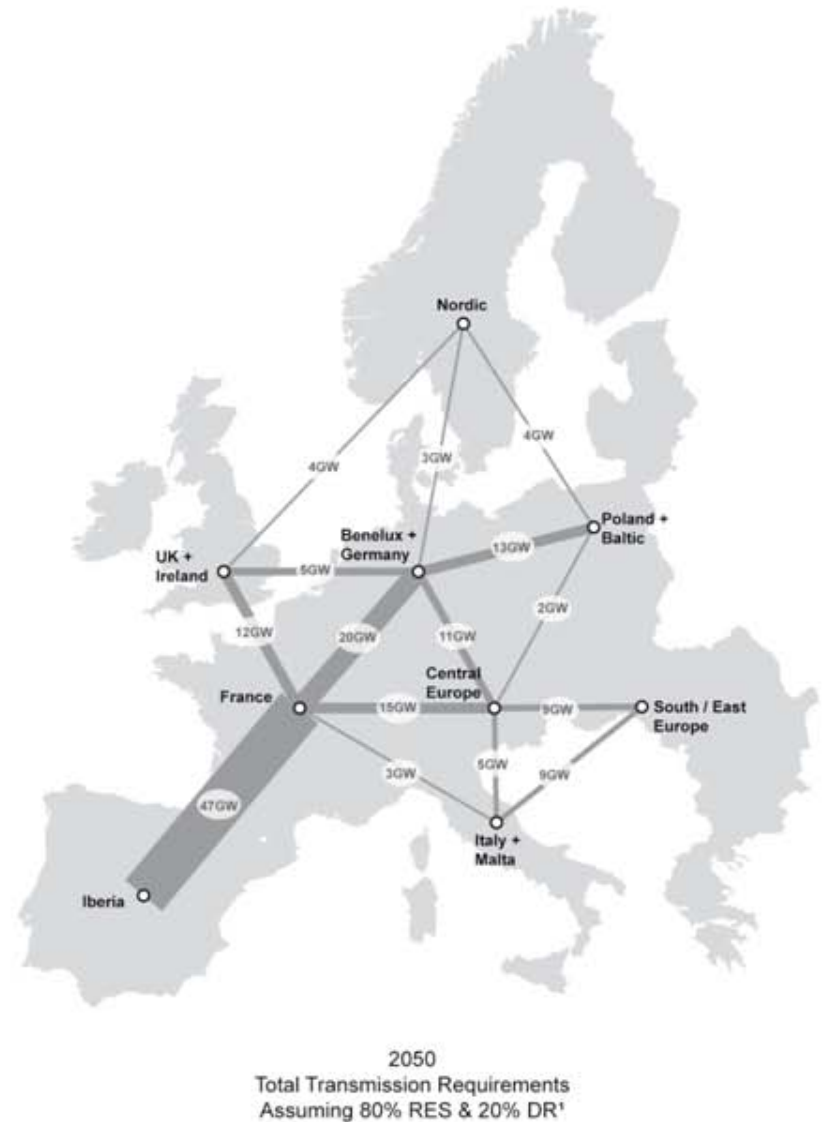 Nordic
4GW
3GW
4GW
Benelux +
Germany
Poland +
Baltic
13GW
UK +
Ireland
5GW
2GW
12GW
20GW
11GW
Central
Europe
France
15GW
9GW
South / East
Europe
3GW
5GW
9GW
47GW
Italy +
Malta
Iberia
2050
Total Transmission Requirements
Assuming 80% RES & 20% DR¹